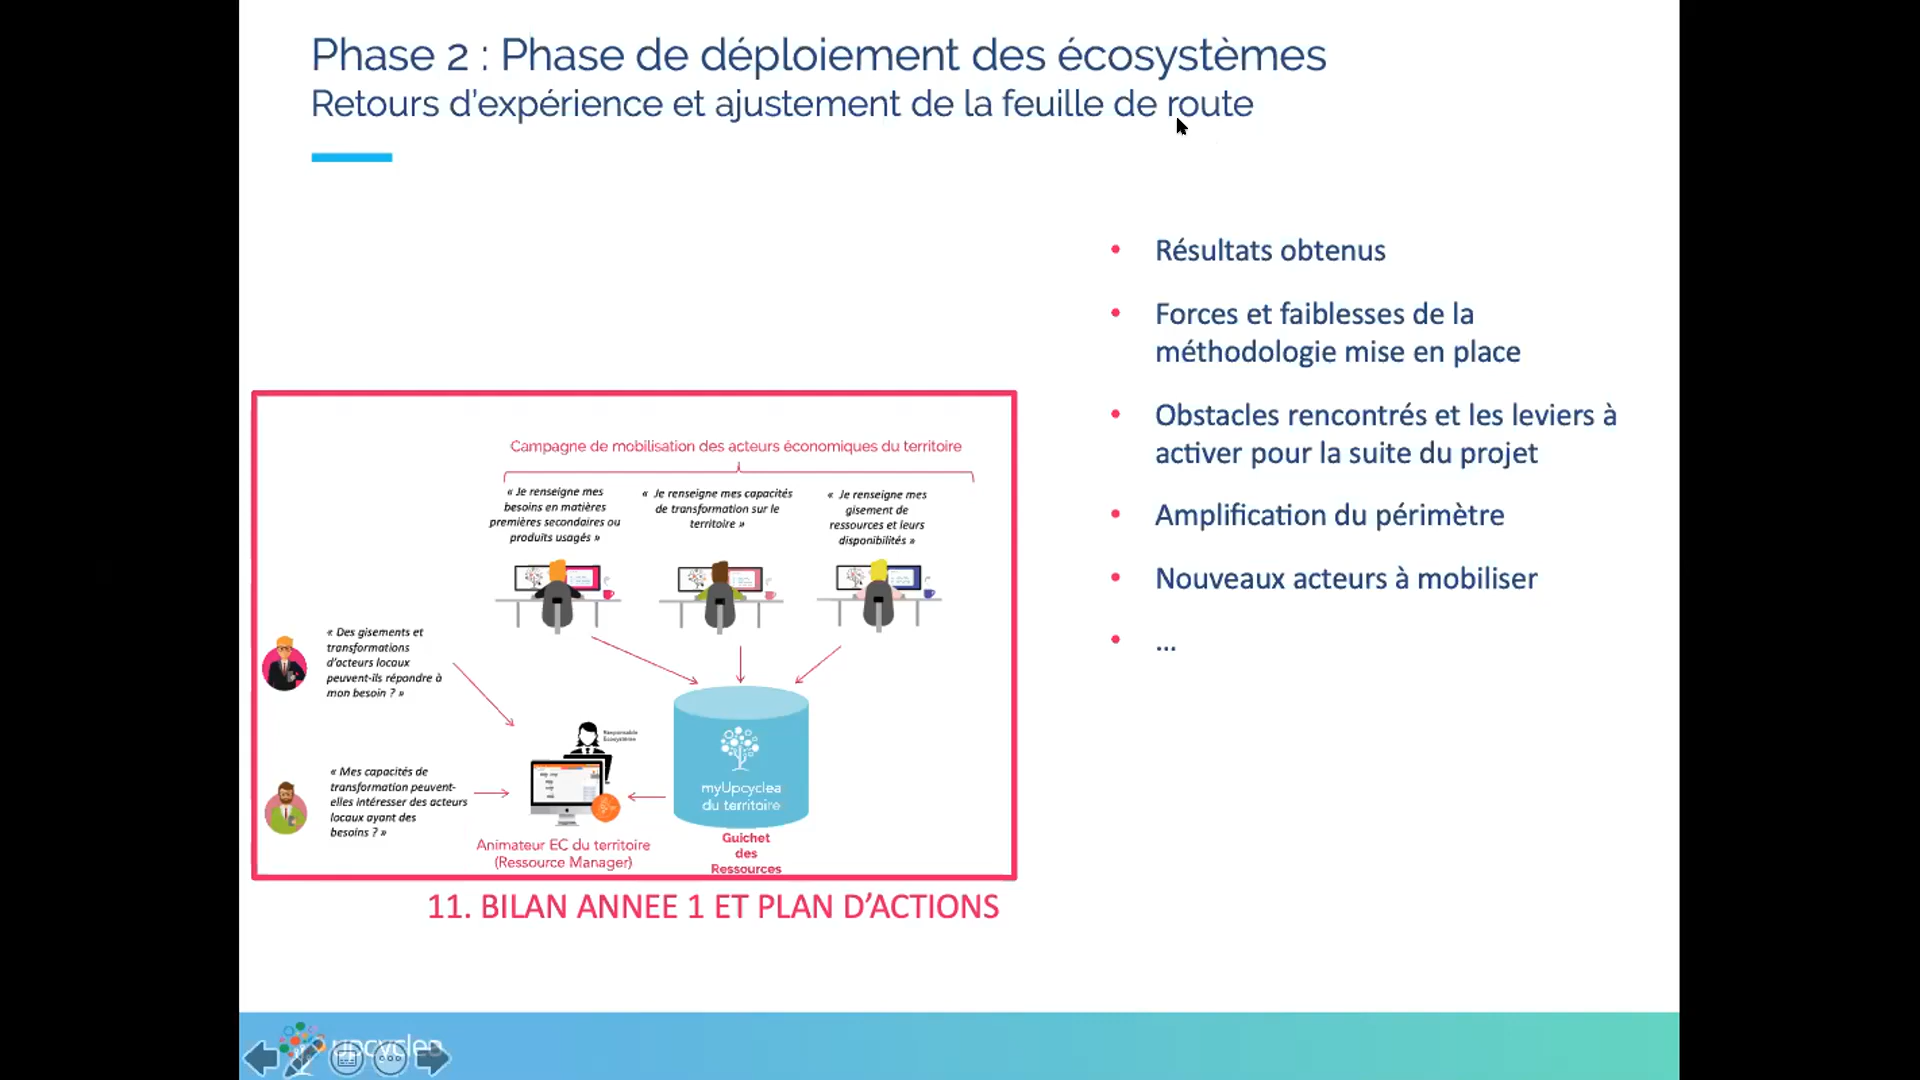 Phase 2 : Phase de déploiement des écosystèmes
Retours d'expérience et ajustement de la feuille de route
Campagne de mobilisation des acteurs économiques du territoire
« Je renseigne mes
besoins en matières
premières secondaires ou
produits usagés »
« Je renseigne mes capacités
de transformation sur le
territoire »
« Je renseigne mes
gisement de
ressources et leurs
disponibilités »
« Des gisements et
transformations
d'acteurs locaux
peuvent-ils répondre à
mon besoin ? »
« Mes capacités de
transformation peuvent-
elles intéresser des acteurs
locaux ayant des
besoins ? »
Responsable
Ecosystème
myUpcyclea
du territoire
Animateur EC du territoire
(Ressource Manager)
Guichet
des
Ressources
11. BILAN ANNEE 1 ET PLAN D'ACTIONS
• Résultats obtenus
• Forces et faiblesses de la
méthodologie mise en place
• Obstacles rencontrés et les leviers à
activer pour la suite du projet
• Amplification du périmètre
• Nouveaux acteurs à mobiliser
• ...
upcyclea